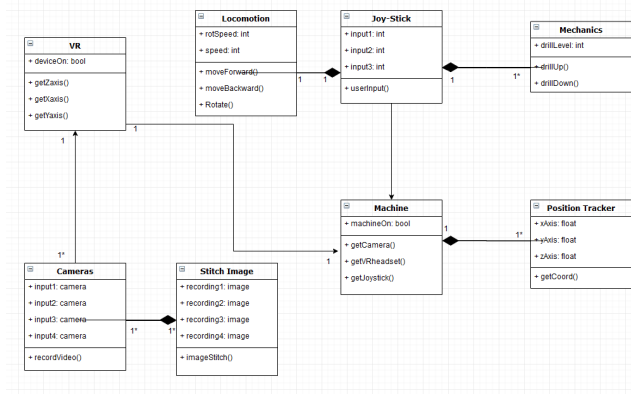 Locomotion
+ rotSpeed: int
+ speed: int
+ moveForward()
+ moveBackward()
+ Rotate()
Joy-Stick
+ input1: int
+ input2: int
+ input3: int
+ userInput()
Mechanics
+ drillLevel: int
+ drillUp()
+ drillDown()
VR
+ deviceOn: bool
+ getZaxis()
+ getXaxis()
+ getYaxis()
1
1
1
1*
1
1
Machine
+ machineOn: bool
+ getCamera()
+ getVRheadset()
+ getJoystick()
Position Tracker
+ xAxis: float
+ yAxis: float
+ zAxis: float
+ getCoord()
1
1*
1*
1
Cameras
+ input1: camera
+ input2: camera
+ input3: camera
+ input4: camera
+ recordVideo()
Stitch Image
+ recording1: image
+ recording2: image
+ recording3: image
+ recording4: image
+ imageStitch()
1*
1*